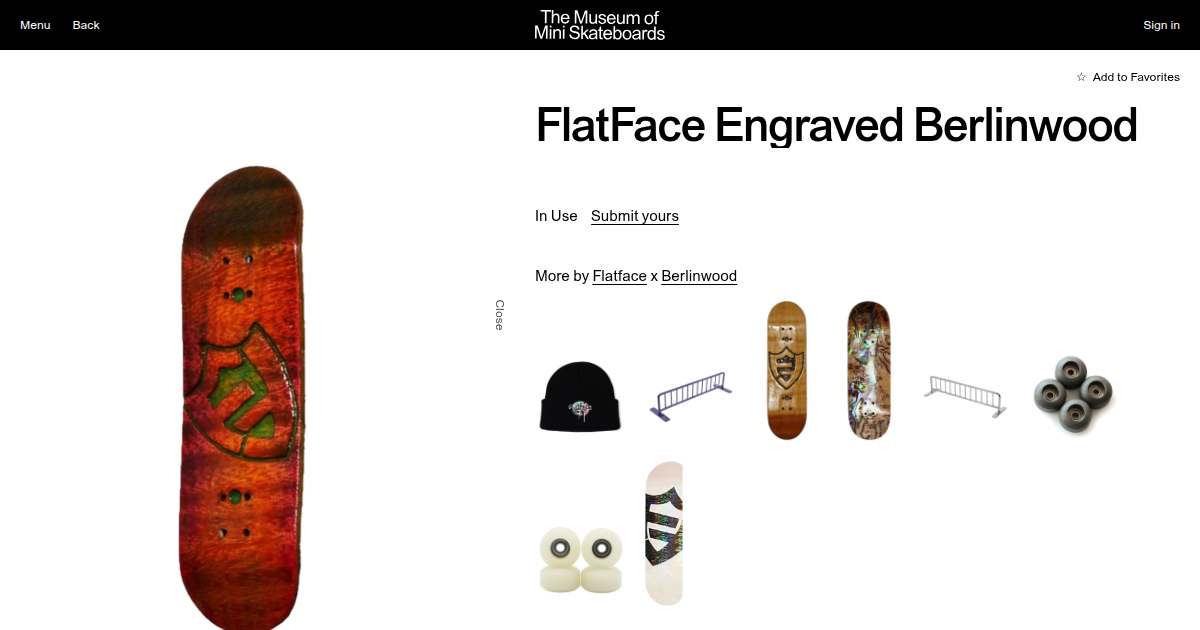 Menu
Back
The Museum of
Mini Skateboards
Sign in
☆ Add to Favorites
FlatFace Engraved Berlinwood
In Use Submit yours
More by Flatface x Berlinwood
Close